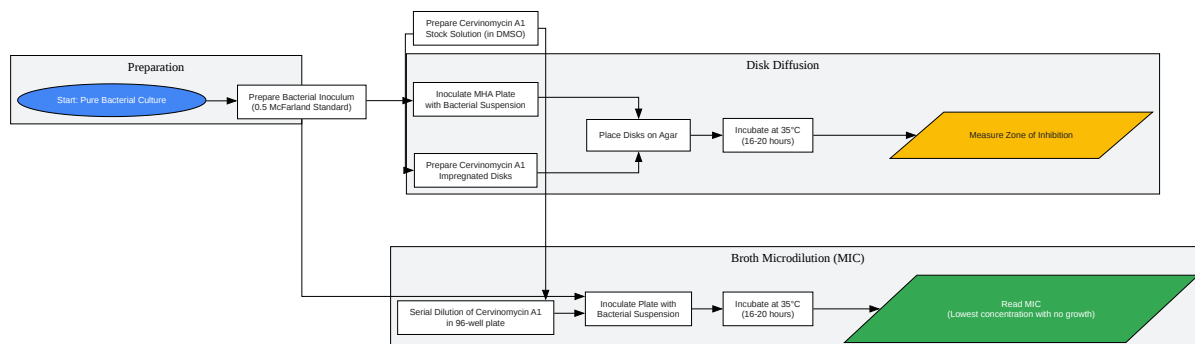 Prepare Cervinomycin A1
Stock Solution (in DMSO)
Preparation
Disk Diffusion
Start: Pure Bacterial Culture
Prepare Bacterial Inoculum
(0.5 McFarland Standard)
Inoculate MHA Plate
with Bacterial Suspension
Place Disks on Agar
Incubate at 35°C
(16-20 hours)
Measure Zone of Inhibition
Prepare Cervinomycin A1
Impregnated Disks
Broth Microdilution (MIC)
Serial Dilution of Cervinomycin A1
in 96-well plate
Inoculate Plate with
Bacterial Suspension
Incubate at 35°C
(16-20 hours)
Read MIC
(Lowest concentration with no growth)